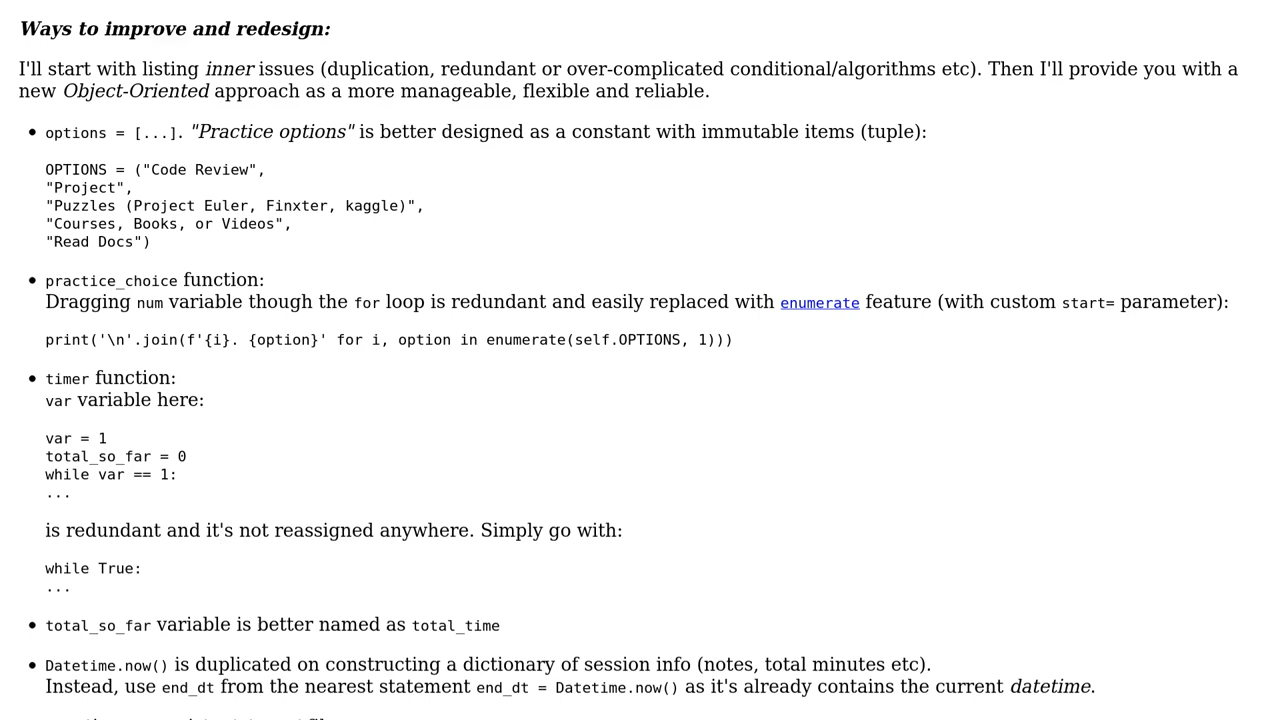 Ways to improve and redesign:
I'll start with listing inner issues (duplication, redundant or over-complicated conditional/algorithms etc). Then I'll provide you with a
new Object-Oriented approach as a more manageable, flexible and reliable.
• options = [...]. "Practice options" is better designed as a constant with immutable items (tuple):
OPTIONS = ("Code Review",
"Project",
"Puzzles (Project Euler, Finxter, kaggle)",
"Courses, Books, or Videos",
"Read Docs")
• practice_choice function:
Dragging num variable though the for loop is redundant and easily replaced with enumerate feature (with custom start= parameter):
print('\n'.join(f'{i}. {option}' for i, option in enumerate(self.OPTIONS, 1)))
• timer function:
var variable here:
var = 1
total_so_far = 0
while var == 1:
...
is redundant and it's not reassigned anywhere. Simply go with:
while True:
...
• total_so_far variable is better named as total_time
• Datetime.now() is duplicated on constructing a dictionary of session info (notes, total minutes etc).
Instead, use end_dt from the nearest statement end_dt = Datetime.now() as it's already contains the current datetime.